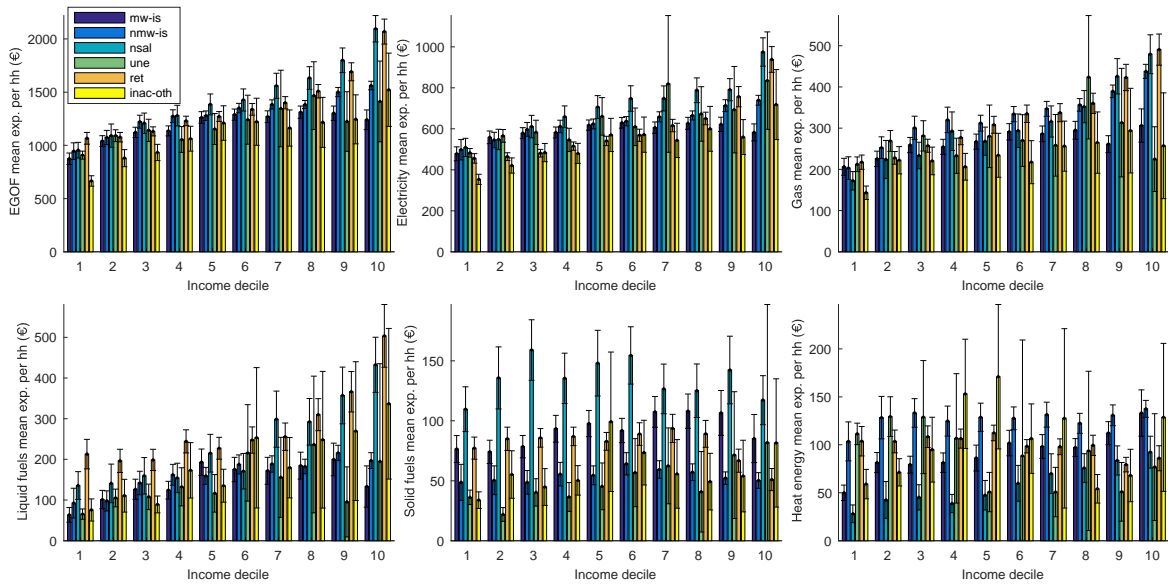 mw-is
nmw-is
nsal
une
ret
inac-oth
EGOF mean exp. per hh (€)
0
500
1000
1500
2000
1 2 3 4 5 6 7 8 9 10
Income decile
Electricity mean exp. per hh (€)
0
200
400
600
800
1000
1 2 3 4 5 6 7 8 9 10
Income decile
Gas mean exp. per hh (€)
0
100
200
300
400
500
1 2 3 4 5 6 7 8 9 10
Income decile
Liquid fuels mean exp. per hh (€)
0
100
200
300
400
500
1 2 3 4 5 6 7 8 9 10
Income decile
Solid fuels mean exp. per hh (€)
0
50
100
150
1 2 3 4 5 6 7 8 9 10
Income decile
Heat energy mean exp. per hh (€)
0
50
100
150
200
1 2 3 4 5 6 7 8 9 10
Income decile